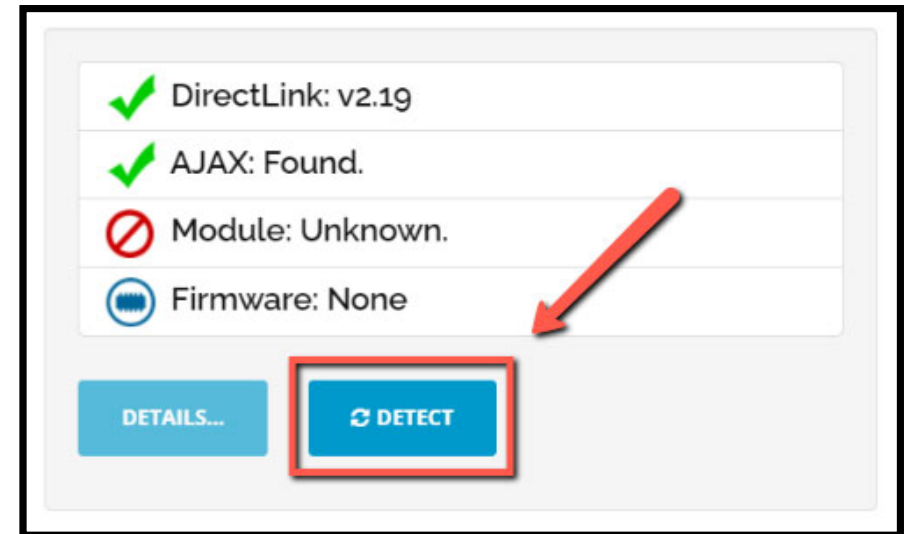 DirectLink: v2.19
AJAX: Found.
Module: Unknown.
Firmware: None
DETAILS... DETECT